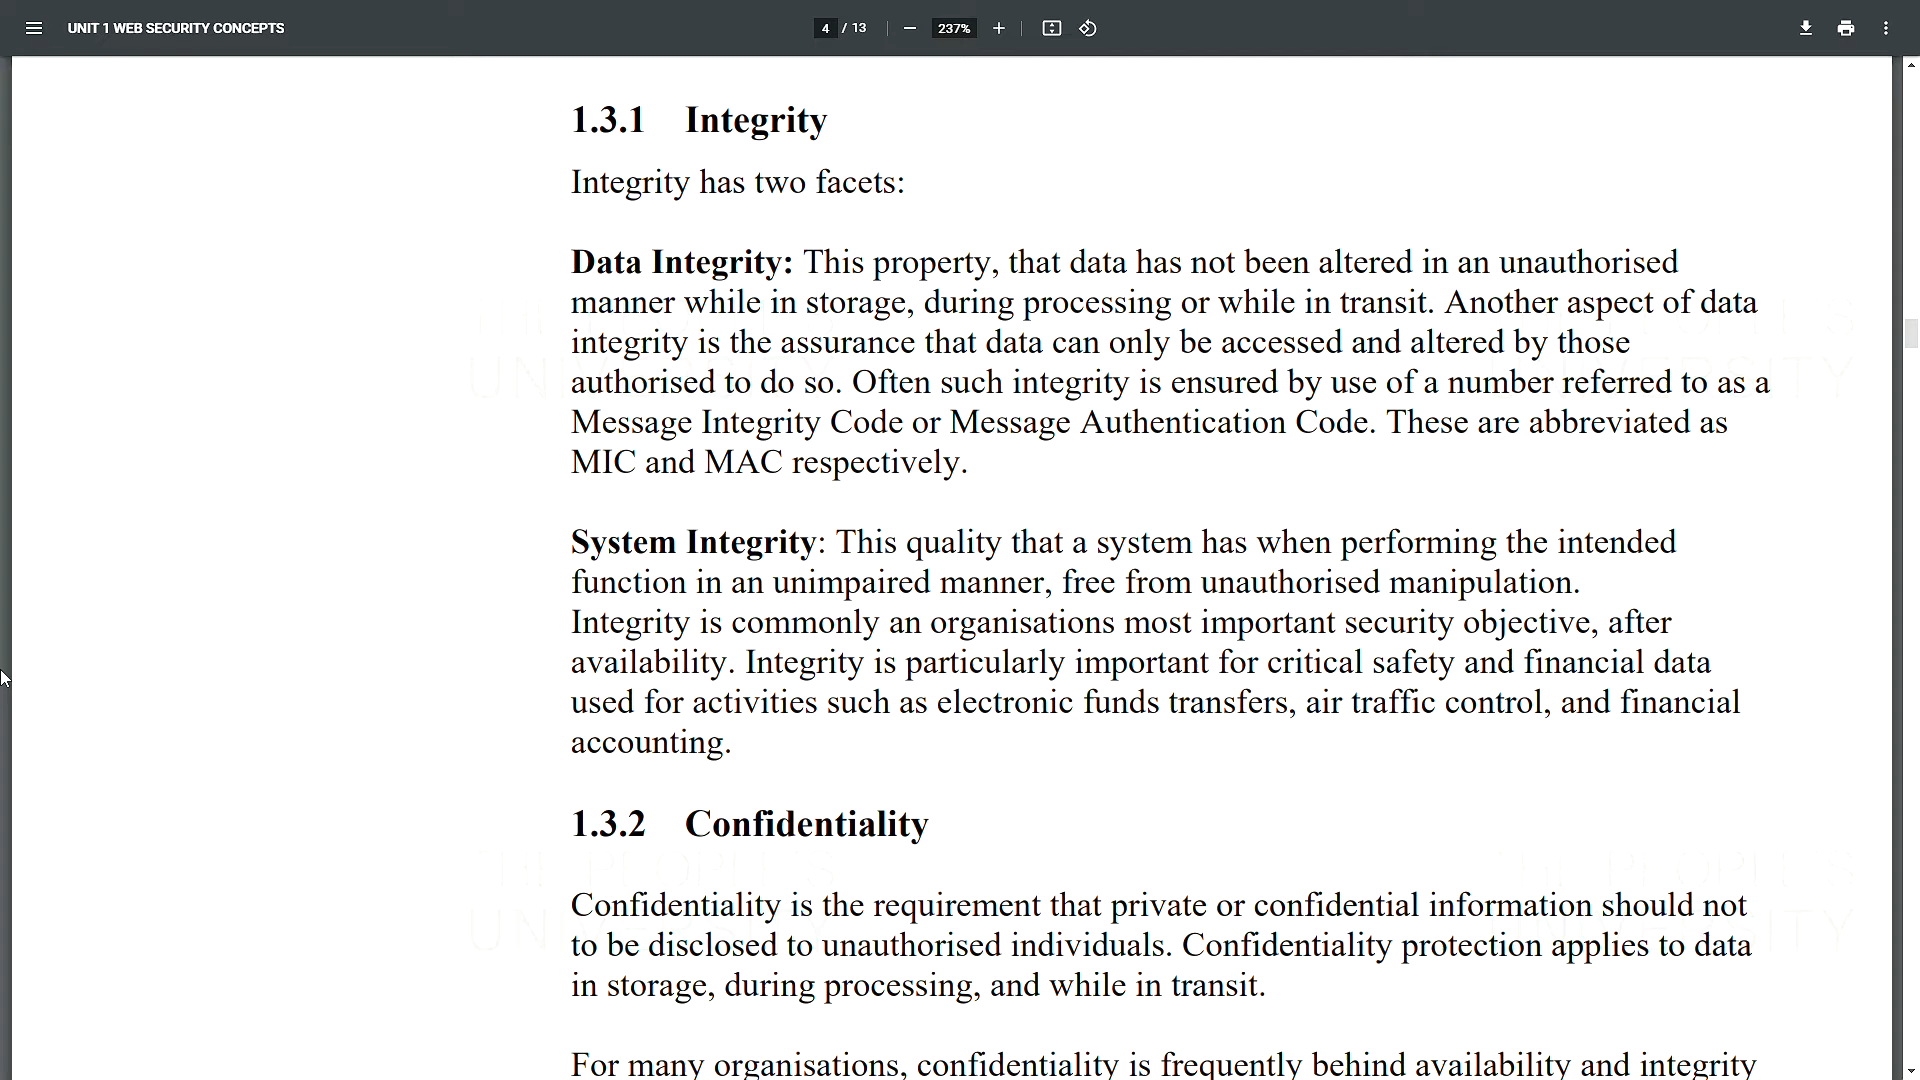 UNIT 1 WEB SECURITY CONCEPTS
4 / 13
237%
1.3.1 Integrity
Integrity has two facets:
Data Integrity: This property, that data has not been altered in an unauthorised
manner while in storage, during processing or while in transit. Another aspect of data
integrity is the assurance that data can only be accessed and altered by those
authorised to do so. Often such integrity is ensured by use of a number referred to as a
Message Integrity Code or Message Authentication Code. These are abbreviated as
MIC and MAC respectively.
System Integrity: This quality that a system has when performing the intended
function in an unimpaired manner, free from unauthorised manipulation.
Integrity is commonly an organisations most important security objective, after
availability. Integrity is particularly important for critical safety and financial data
used for activities such as electronic funds transfers, air traffic control, and financial
accounting.
1.3.2 Confidentiality
Confidentiality is the requirement that private or confidential information should not
to be disclosed to unauthorised individuals. Confidentiality protection applies to data
in storage, during processing, and while in transit.
For many organisations, confidentiality is frequently behind availability and integrity